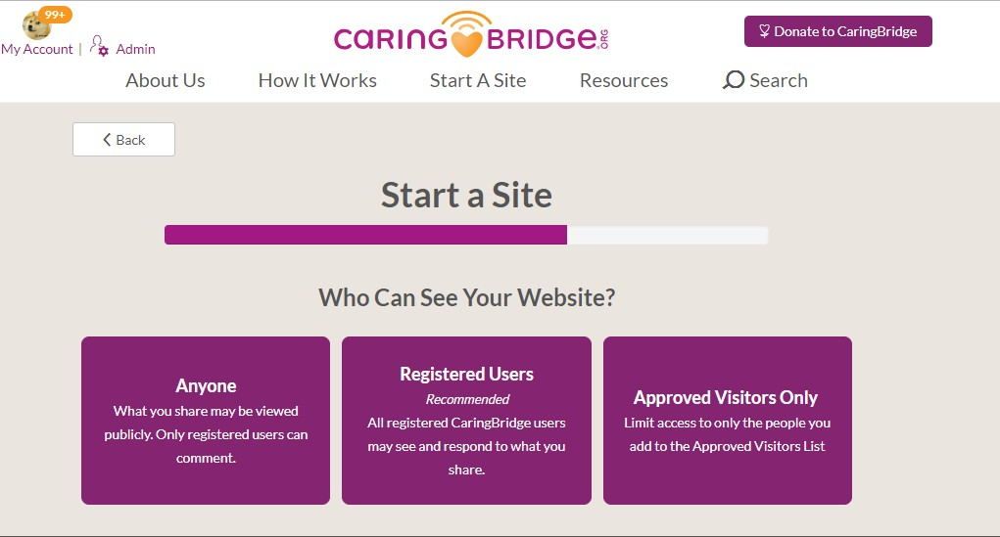 99+
My Account | Admin
CARING BRIDGE.ORG
Donate to CaringBridge
About Us How It Works Start A Site Resources Search
Back
Start a Site
Who Can See Your Website?
Anyone
What you share may be viewed
publicly. Only registered users can
comment.
Registered Users
Recommended
All registered CaringBridge users
may see and respond to what you
share.
Approved Visitors Only
Limit access to only the people you
add to the Approved Visitors List